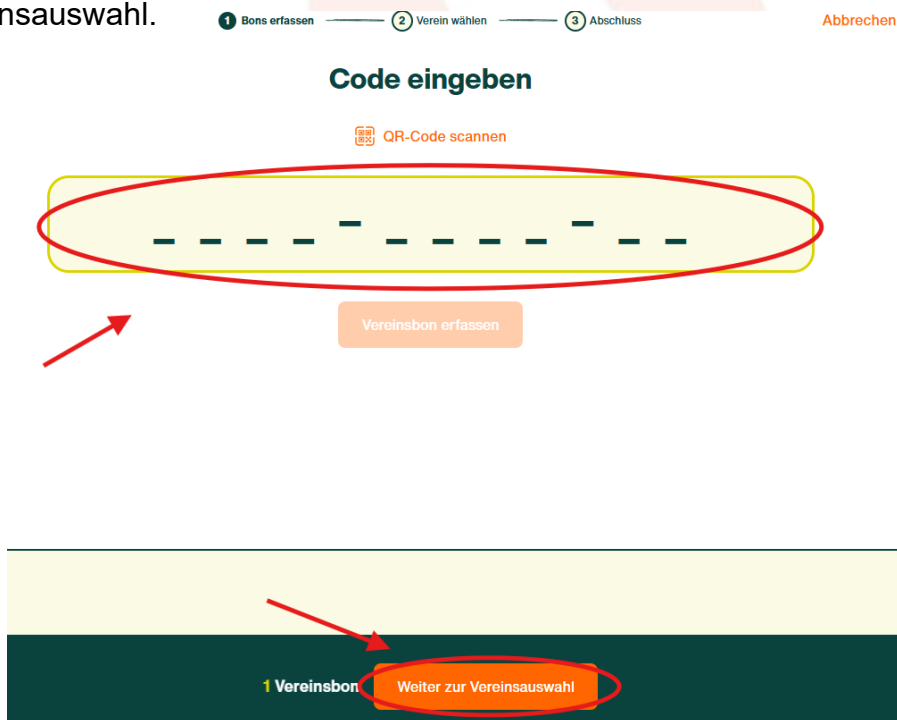 nsauswahl.
1 Bons erfassen 2 Verein wählen 3 Abschluss Abbrechen
Code eingeben
QR-Code scannen
_ _ _ _ - _ _ _ _ - _ _
Vereinsbon erfassen
1 Vereinsbon Weiter zur Vereinsauswahl